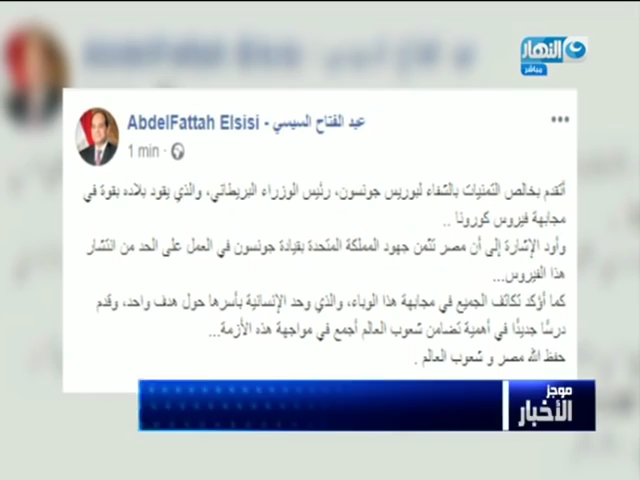 النهار
مباشر
AbdelFattah Elsisi - عبد الفتاح السيسي
1 min
أتقدم بخالص التمنيات بالشفاء لبوريس جونسون، رئيس الوزراء البريطاني، والذي يقود بلاده بقوة في
مجابهة فيروس كورونا ..
وأود الإشارة إلى أن مصر تثمن جهود المملكة المتحدة بقيادة جونسون في العمل على الحد من انتشار
هذا الفيروس...
كما أؤكد تكاتف الجميع في مجابهة هذا الوباء، والذي وحد الإنسانية بأسرها حول هدف واحد، وقدم
درسًا جديدًا في أهمية تضامن شعوب العالم أجمع في مواجهة هذه الأزمة...
حفظ الله مصر و شعوب العالم .
موجز
الأخبار